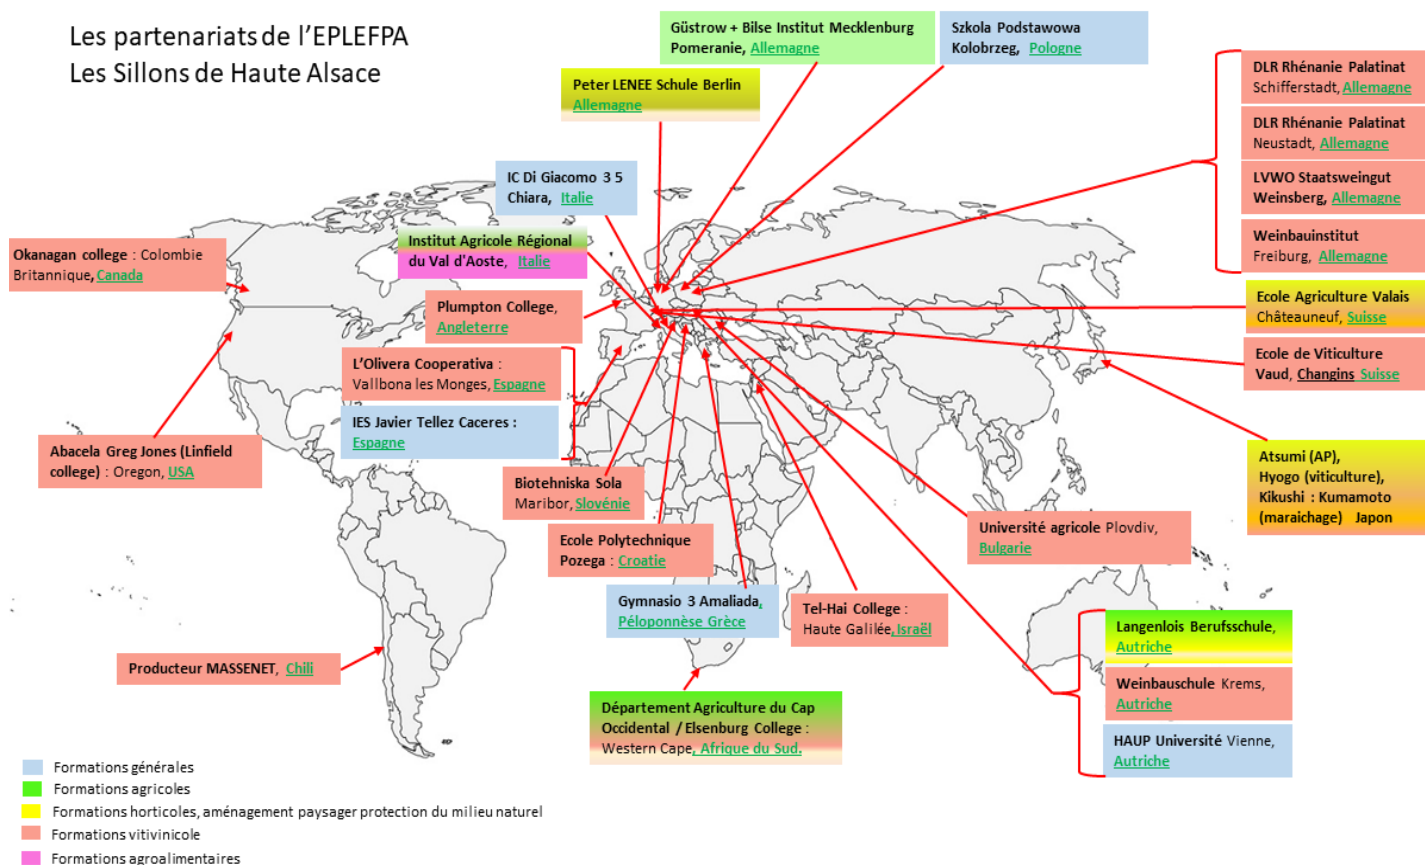 Les partenariats de l'EPLEFPA
Les Sillons de Haute Alsace
Güstrow + Bilse Institut Mecklenburg
Pomeranie, Allemagne
Szkola Podstawowa
Kolobrzeg, Pologne
Peter LENEE Schule Berlin
Allemagne
DLR Rhénanie Palatinat
Schifferstadt, Allemagne
DLR Rhénanie Palatinat
Neustadt, Allemagne
LVWO Staatsweingut
Weinsberg, Allemagne
Weinbauinstitut
Freiburg, Allemagne
IC Di Giacomo 3 5
Chiara, Italie
Institut Agricole Régional
du Val d'Aoste, Italie
Okanagan college : Colombie
Britannique, Canada
Plumpton College,
Angleterre
Ecole Agriculture Valais
Châteauneuf, Suisse
Ecole de Viticulture
Vaud, Changins Suisse
L'Olivera Cooperativa :
Vallbona les Monges, Espagne
IES Javier Tellez Caceres :
Espagne
Abacela Greg Jones (Linfield
college) : Oregon, USA
Atsumi (AP),
Hyogo (viticulture),
Kikushi : Kumamoto
(maraichage) Japon
Biotehniska Sola
Maribor, Slovénie
Université agricole Plovdiv,
Bulgarie
Ecole Polytechnique
Pozega : Croatie
Gymnasio 3 Amaliada,
Péloponnèse Grèce
Tel-Hai College :
Haute Galilée, Israël
Langenlois Berufsschule,
Autriche
Weinbauschule Krems,
Autriche
HAUP Université Vienne,
Autriche
Producteur MASSENET, Chili
Département Agriculture du Cap
Occidental / Elsenburg College :
Western Cape, Afrique du Sud.
Formations générales
Formations agricoles
Formations horticoles, aménagement paysager protection du milieu naturel
Formations vitivinicole
Formations agroalimentaires